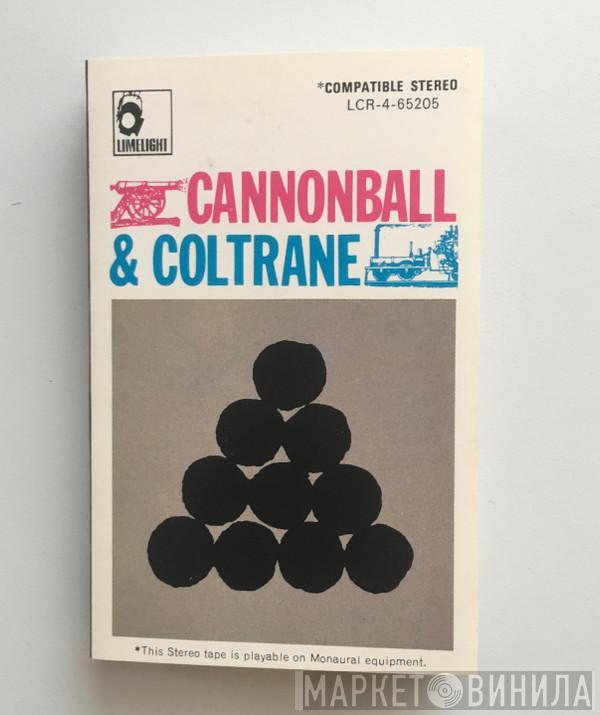 *COMPATIBLE STEREO
LCR-4-65205
LIMELIGHT
CANNONBALL
& COLTRANE
*This Stereo tape is playable on Monaural equipment.
МАРКЕТ ВИНИЛА